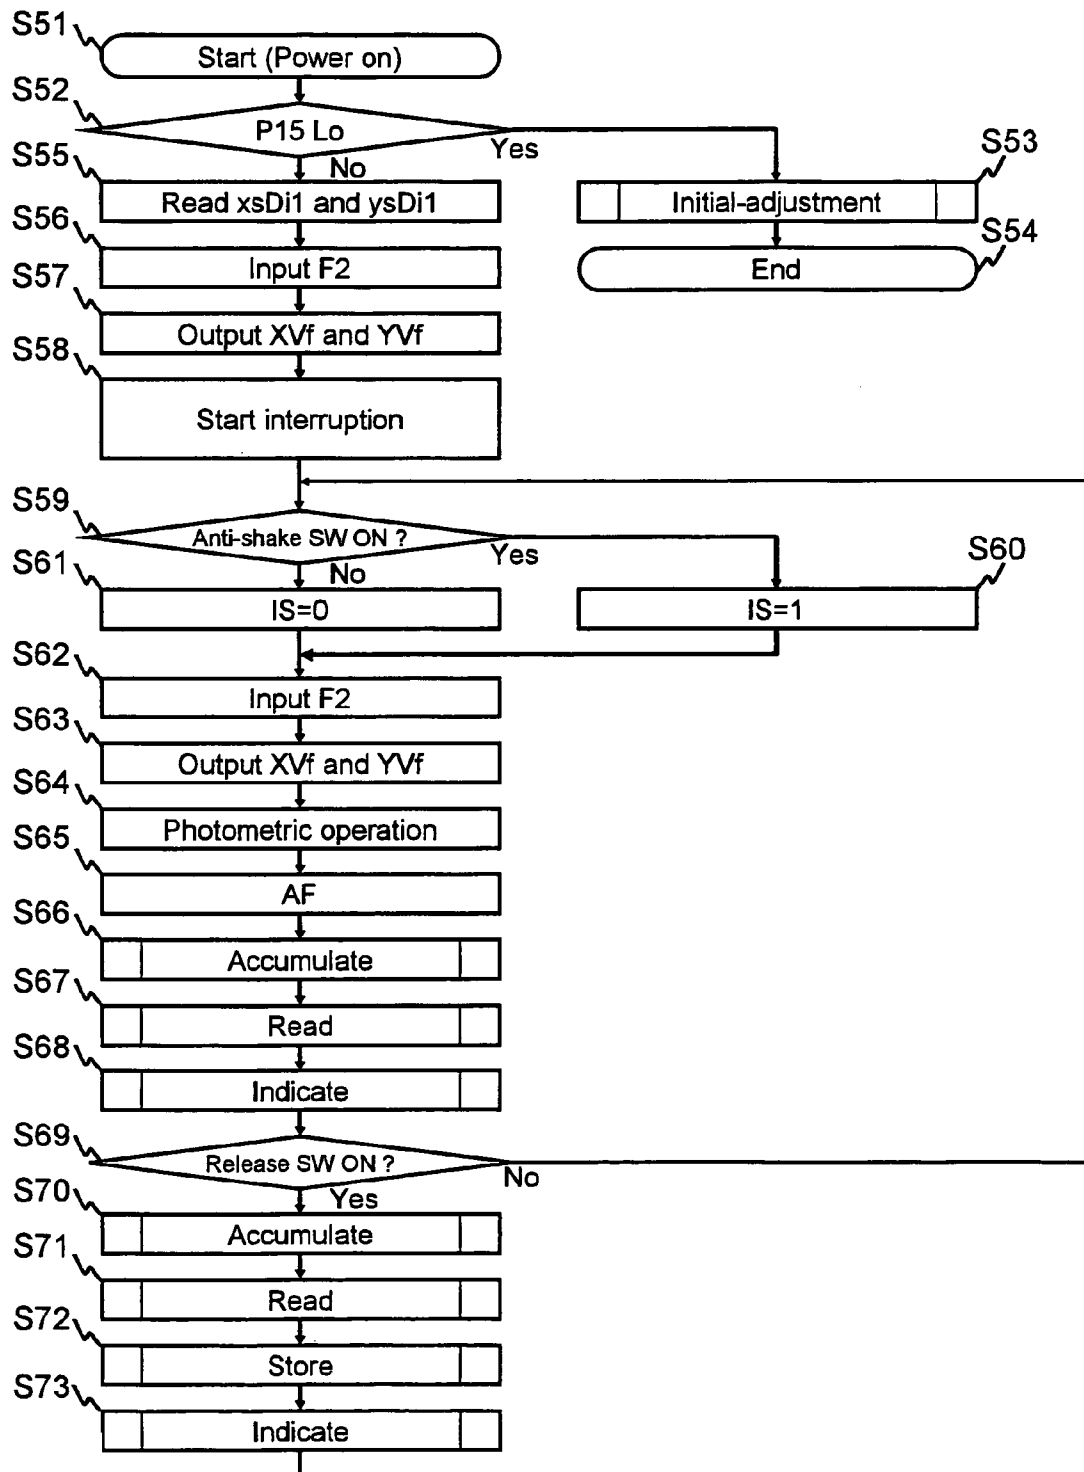 S51
Start (Power on)
S52
P15 Lo
Yes
No
S53
Initial-adjustment
S54
End
S55
Read xsDi1 and ysDi1
S56
Input F2
S57
Output XVf and YVf
S58
Start interruption
S59
Anti-shake SW ON ?
Yes
No
S60
IS=1
S61
IS=0
S62
Input F2
S63
Output XVf and YVf
S64
Photometric operation
S65
AF
S66
Accumulate
S67
Read
S68
Indicate
S69
Release SW ON ?
No
Yes
S70
Accumulate
S71
Read
S72
Store
S73
Indicate